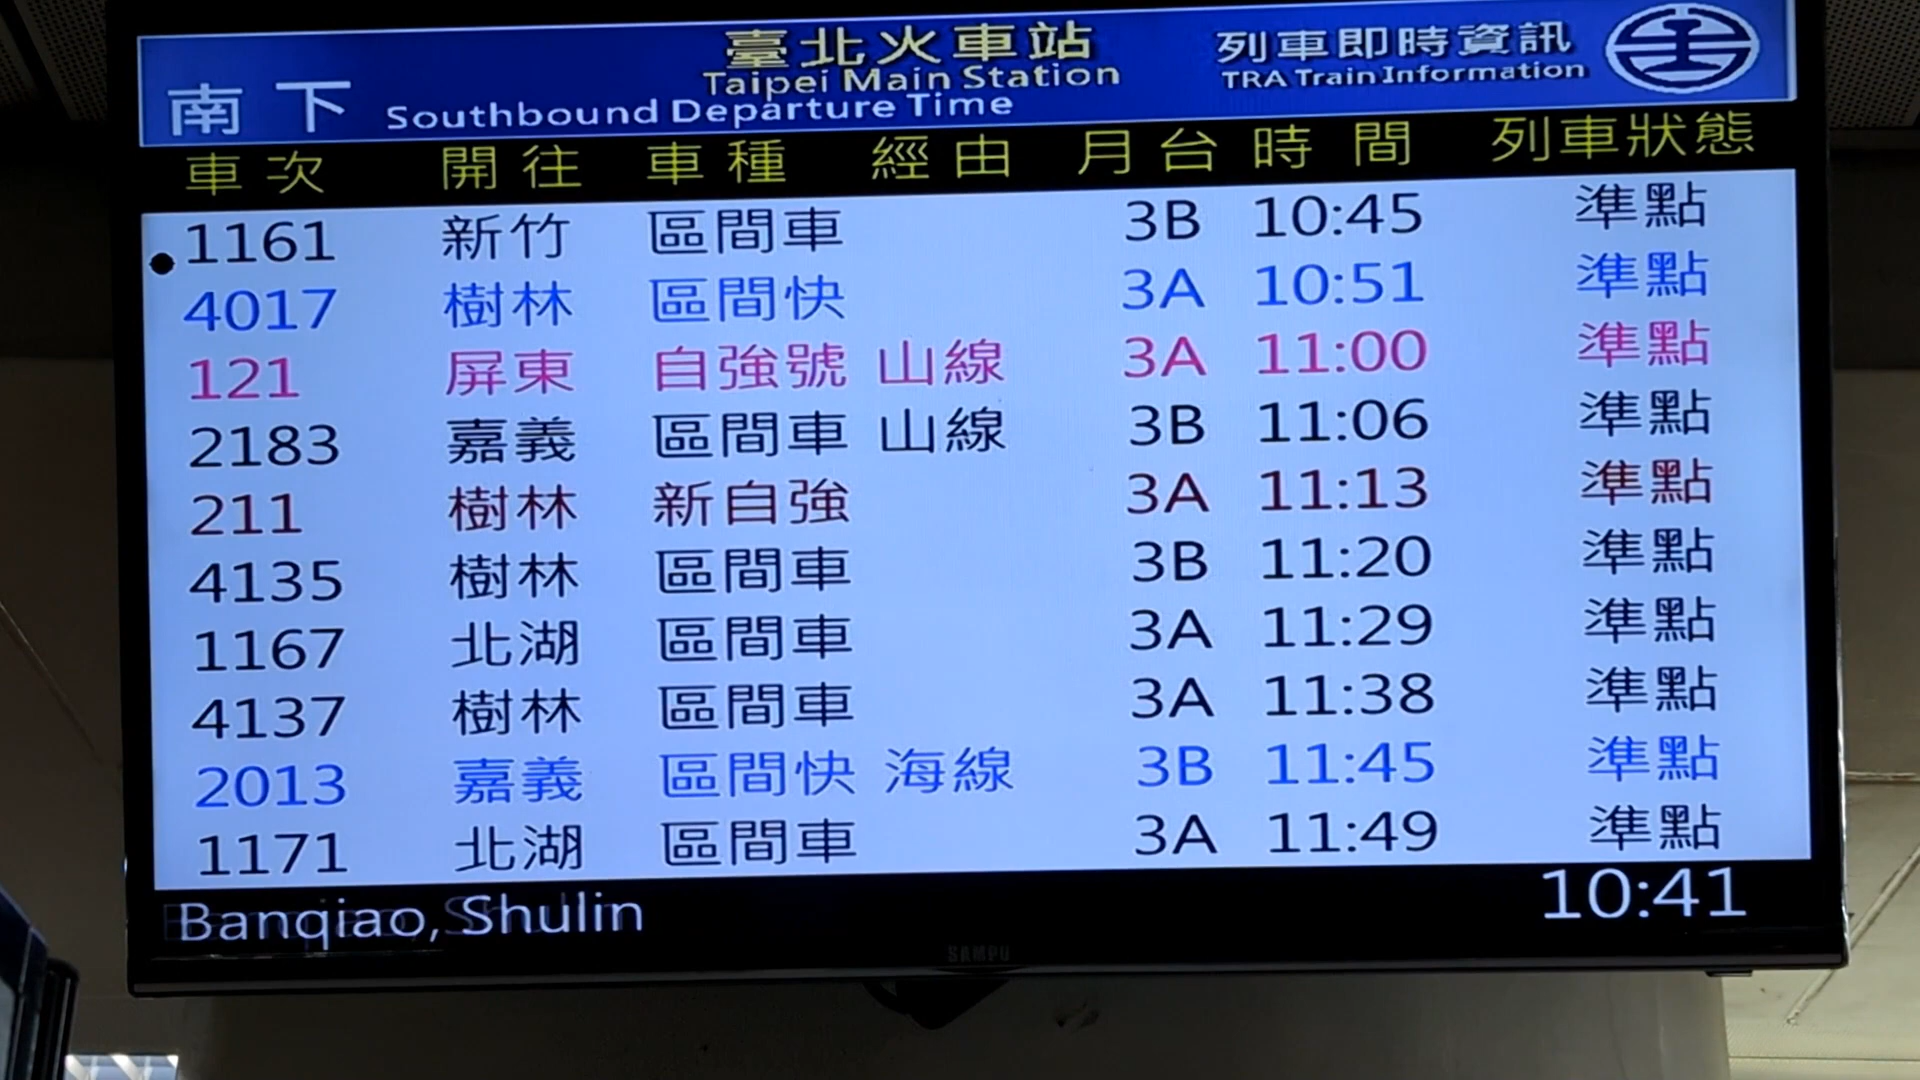 臺北火車站 列車即時資訊
Taipei Main Station TRA Train Information
南下 Southbound Departure Time
車次 開往 車種 經由 月台 時間 列車狀態
1161 新竹 區間車 3B 10:45 準點
4017 樹林 區間快 3A 10:51 準點
121 屏東 自強號 山線 3A 11:00 準點
2183 嘉義 區間車 山線 3B 11:06 準點
211 樹林 新自強 3A 11:13 準點
4135 樹林 區間車 3B 11:20 準點
1167 北湖 區間車 3A 11:29 準點
4137 樹林 區間車 3A 11:38 準點
2013 嘉義 區間快 海線 3B 11:45 準點
1171 北湖 區間車 3A 11:49 準點
Banqiao, Shulin 10:41
SAMPO